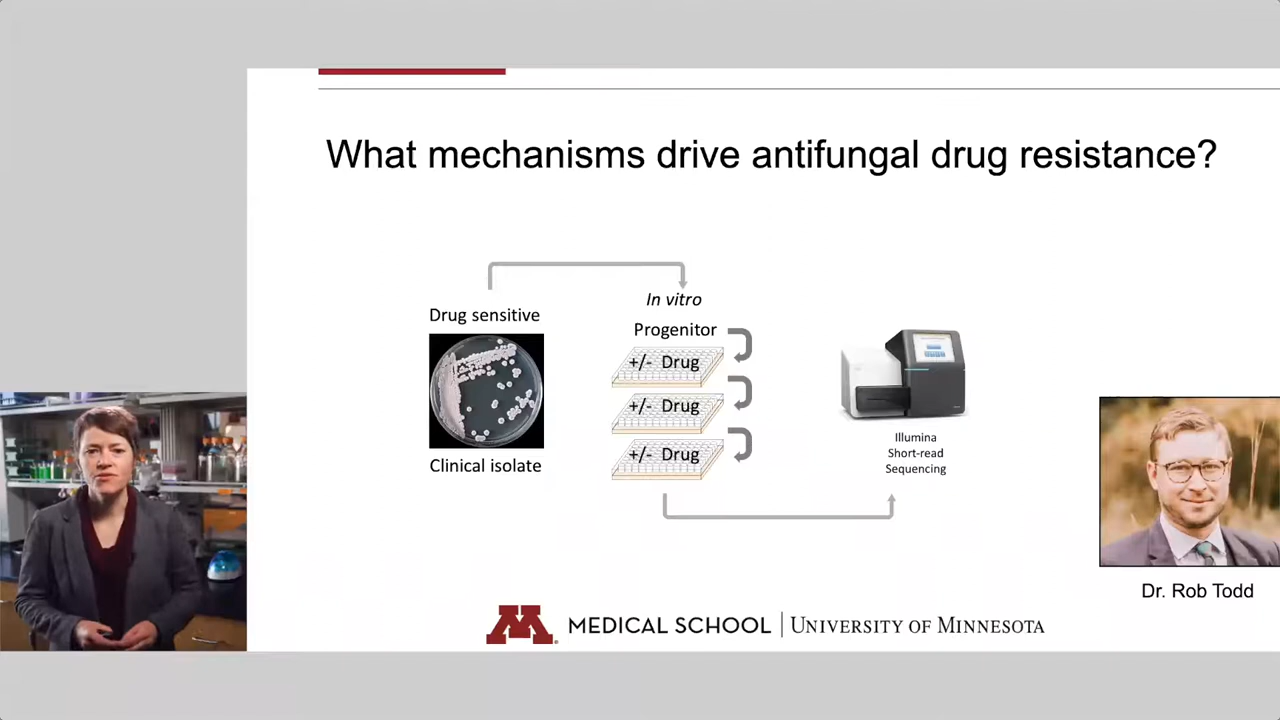 What mechanisms drive antifungal drug resistance?
Drug sensitive
Clinical isolate
In vitro
Progenitor
+/- Drug
+/- Drug
+/- Drug
Illumina
Short-read
Sequencing
Dr. Rob Todd
M MEDICAL SCHOOL | UNIVERSITY OF MINNESOTA